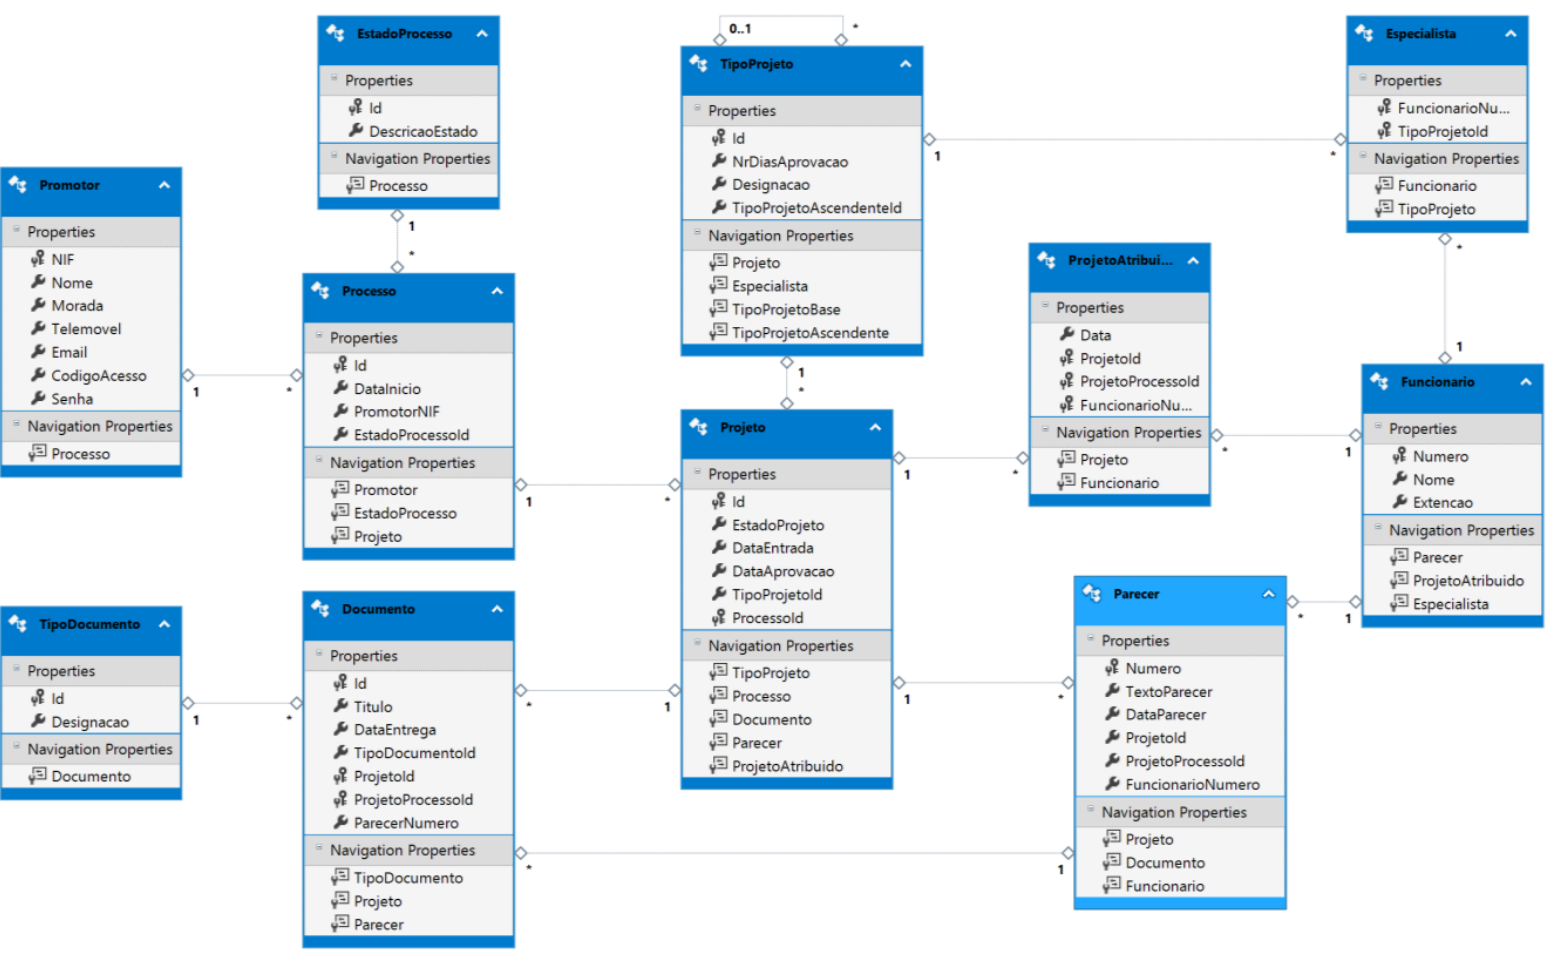 EstadoProcesso
Properties
Id
DescricaoEstado
Navigation Properties
Processo
1
*
0..1
*
TipoProjeto
Properties
Id
NrDiasAprovacao
Designacao
TipoProjetoAscendenteId
Navigation Properties
Projeto
Especialista
TipoProjetoBase
TipoProjetoAscendente
1
*
1
*
Especialista
Properties
FuncionarioNu...
TipoProjetoId
Navigation Properties
Funcionario
TipoProjeto
*
1
Promotor
Properties
NIF
Nome
Morada
Telemovel
Email
CodigoAcesso
Senha
Navigation Properties
Processo
1
*
Processo
Properties
Id
DataInicio
PromotorNIF
EstadoProcessoId
Navigation Properties
Promotor
EstadoProcesso
Projeto
1
*
Projeto
Properties
Id
EstadoProjeto
DataEntrada
DataAprovacao
TipoProjetoId
ProcessoId
Navigation Properties
TipoProjeto
Processo
Documento
Parecer
ProjetoAtribuido
1
*
1
*
ProjetoAtribui...
Properties
Data
ProjetoId
ProjetoProcessoId
FuncionarioNu...
Navigation Properties
Projeto
Funcionario
*
1
Funcionario
Properties
Numero
Nome
Extencao
Navigation Properties
Parecer
ProjetoAtribuido
Especialista
*
1
TipoDocumento
Properties
Id
Designacao
Navigation Properties
Documento
1
*
Documento
Properties
Id
Titulo
DataEntrega
TipoDocumentoId
ProjetoId
ProjetoProcessoId
ParecerNumero
Navigation Properties
TipoDocumento
Projeto
Parecer
*
1
*
1
Parecer
Properties
Numero
TextoParecer
DataParecer
ProjetoId
ProjetoProcessoId
FuncionarioNumero
Navigation Properties
Projeto
Documento
Funcionario